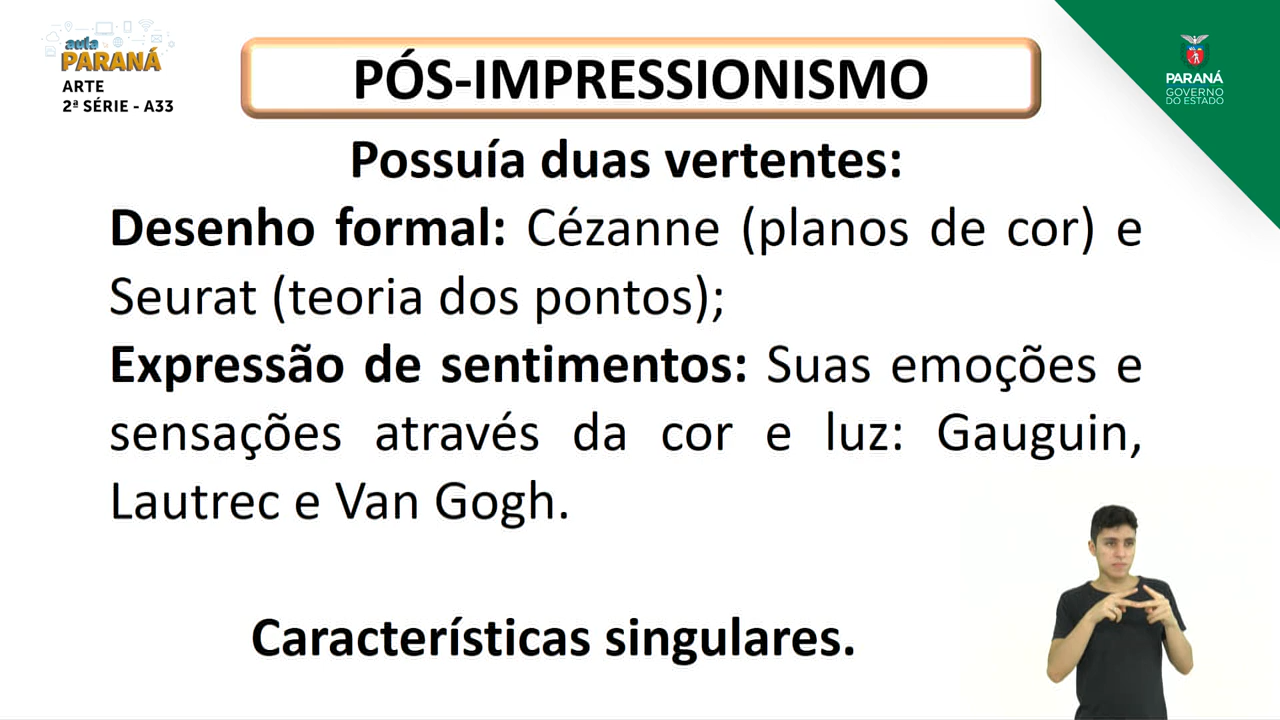 aula
PARANÁ
ARTE
2ª SÉRIE - A33
PÓS-IMPRESSIONISMO
PARANÁ
GOVERNO
DO ESTADO
Possuía duas vertentes:
Desenho formal: Cézanne (planos de cor) e
Seurat (teoria dos pontos);
Expressão de sentimentos: Suas emoções e
sensações através da cor e luz: Gauguin,
Lautrec e Van Gogh.
Características singulares.